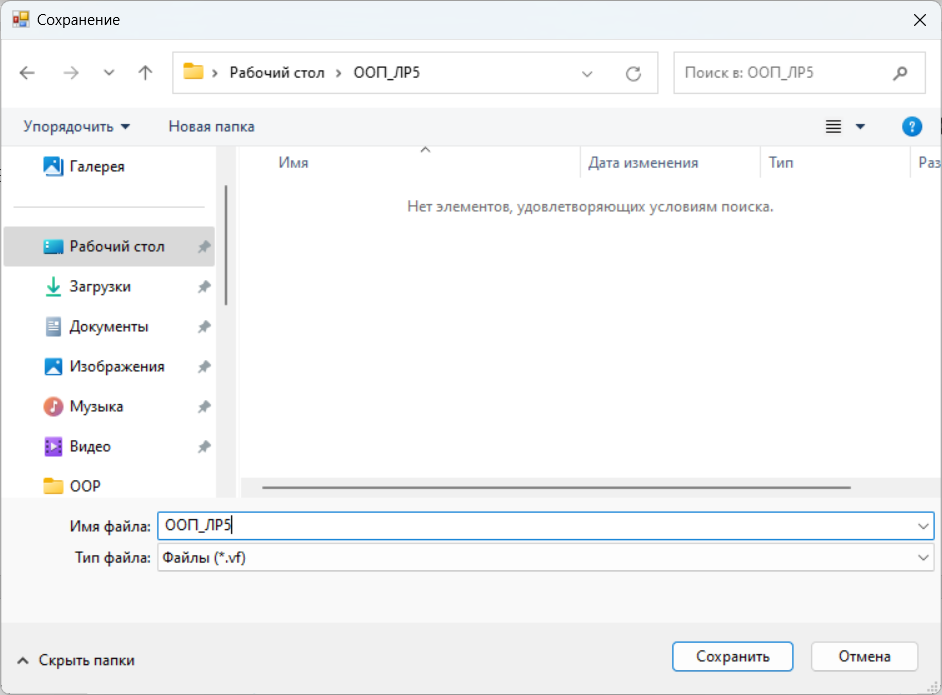 Сохранение
Рабочий стол › ООП_ЛР5
Поиск в: ООП_ЛР5
Упорядочить
Новая папка
?
Галерея
Рабочий стол
Загрузки
Документы
Изображения
Музыка
Видео
OOP
Имя
Дата изменения
Тип
Раз
Нет элементов, удовлетворяющих условиям поиска.
Имя файла: ООП_ЛР5
Тип файла: Файлы (*.vf)
Скрыть папки
Сохранить
Отмена